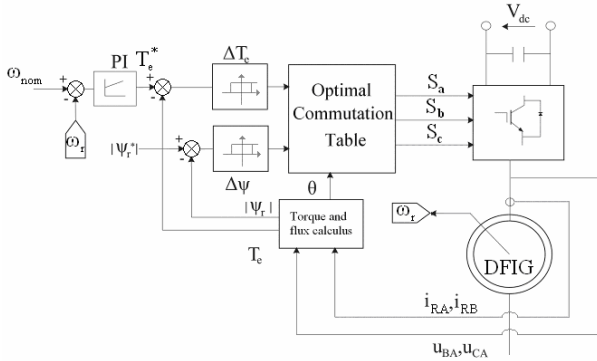 V_dc
ω_nom
+
-
PI
T_e*
+
-
ΔT_e
Optimal
Commutation
Table
S_a
S_b
S_c
ω_r
|Ψ_r*|
+
-
Δψ
θ
|Ψ_r|
T_e
Torque and
flux calculus
ω_r
DFIG
i_RA,i_RB
u_BA,u_CA